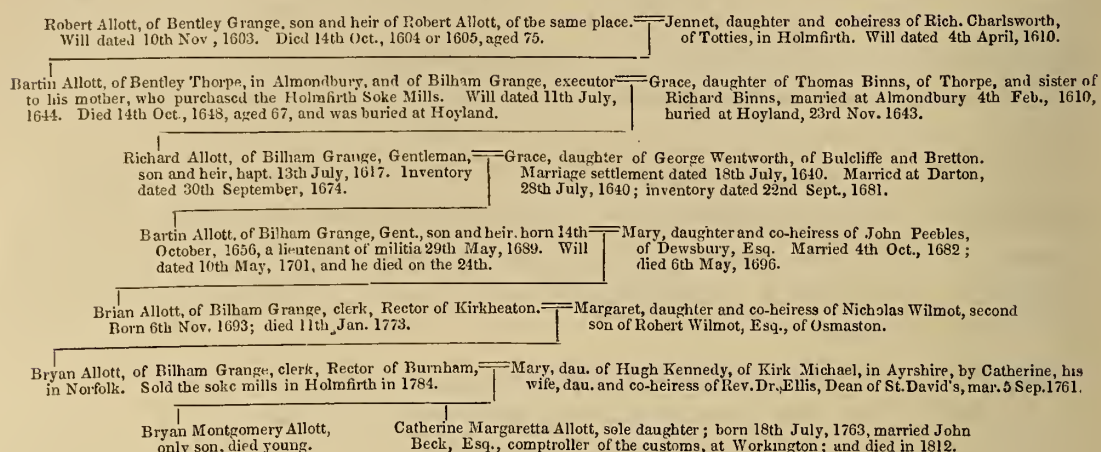 Robert Allott, of Bentley Grange, son and heir of Robert Allott, of the same place.
Will dated 10th Nov , 1603. Died 14th Oct., 1604 or 1605, aged 75.
Jennet, daughter and coheiress of Rich. Charlsworth,
of Totties, in Holmfirth. Will dated 4th April, 1610.
Bartin Allott, of Bentley Thorpe, in Almondbury, and of Bilham Grange, executor
to his mother, who purchased the Holmfirth Soke Mills. Will dated 11th July,
1644. Died 14th Oct., 1648, aged 67, and was buried at Hoyland.
Grace, daughter of Thomas Binns, of Thorpe, and sister of
Richard Binns, married at Almondbury 4th Feb., 1610,
buried at Hoyland, 23rd Nov. 1643.
Richard Allott, of Bilham Grange, Gentleman,
son and heir, bapt. 13th July, 1617. Inventory
dated 30th September, 1674.
Grace, daughter of George Wentworth, of Bulcliffe and Bretton.
Marriage settlement dated 18th July, 1640. Married at Darton,
28th July, 1640; inventory dated 22nd Sept., 1681.
Bartin Allott, of Bilham Grange, Gent., son and heir. born 14th
October, 1656, a lieutenant of militia 29th May, 1689. Will
dated 10th May, 1701, and he died on the 24th.
Mary, daughter and co-heiress of John Peebles,
of Dewsbury, Esq. Married 4th Oct., 1682 ;
died 6th May, 1696.
Brian Allott, of Bilham Grange, clerk, Rector of Kirkheaton.
Born 6th Nov. 1693; died 11th Jan. 1773.
Margaret, daughter and co-heiress of Nicholas Wilmot, second
son of Robert Wilmot, Esq., of Osmaston.
Bryan Allott, of Bilham Grange, clerk, Rector of Burnham,
in Norfolk. Sold the soke mills in Holmfirth in 1784.
Mary, dau. of Hugh Kennedy, of Kirk Michael, in Ayrshire, by Catherine, his
wife, dau. and co-heiress of Rev. Dr. Ellis, Dean of St. David's, mar. 5 Sep. 1761.
Bryan Montgomery Allott,
only son, died young.
Catherine Margaretta Allott, sole daughter ; born 18th July, 1763, married John
Beck, Esq., comptroller of the customs, at Workington ; and died in 1812.